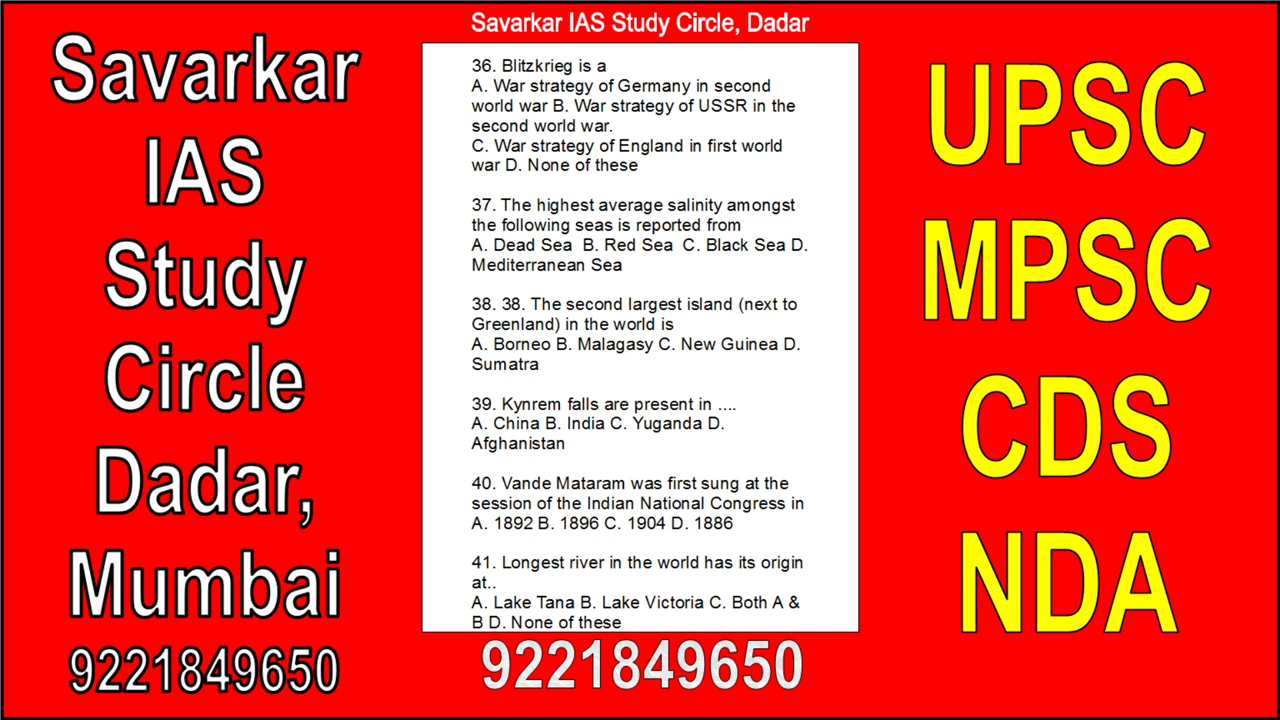 Savarkar
IAS
Study
Circle
Dadar,
Mumbai
9221849650
Savarkar IAS Study Circle, Dadar
36. Blitzkrieg is a
A. War strategy of Germany in second
world war B. War strategy of USSR in the
second world war.
C. War strategy of England in first world
war D. None of these
37. The highest average salinity amongst
the following seas is reported from
A. Dead Sea B. Red Sea C. Black Sea D.
Mediterranean Sea
38. 38. The second largest island (next to
Greenland) in the world is
A. Borneo B. Malagasy C. New Guinea D.
Sumatra
39. Kynrem falls are present in ....
A. China B. India C. Yuganda D.
Afghanistan
40. Vande Mataram was first sung at the
session of the Indian National Congress in
A. 1892 B. 1896 C. 1904 D. 1886
41. Longest river in the world has its origin
at..
A. Lake Tana B. Lake Victoria C. Both A &
B D. None of these
9221849650
UPSC
MPSC
CDS
NDA